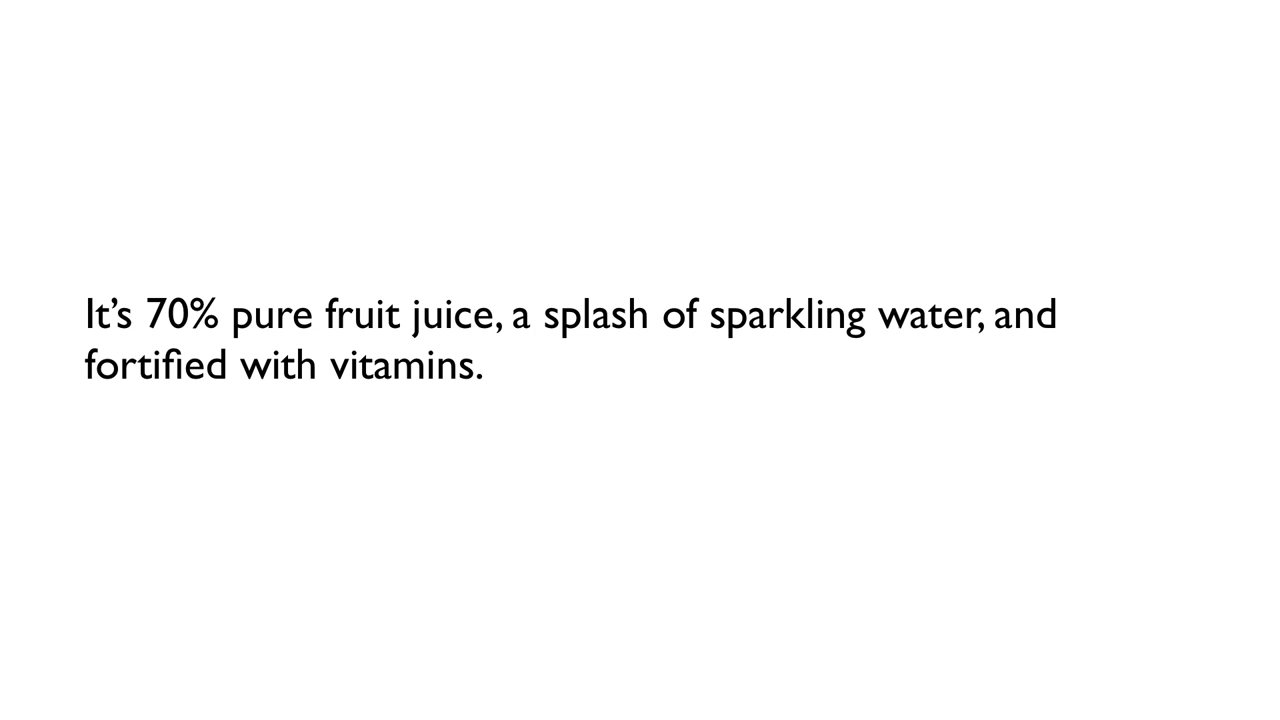 It’s 70% pure fruit juice, a splash of sparkling water, and
fortified with vitamins.